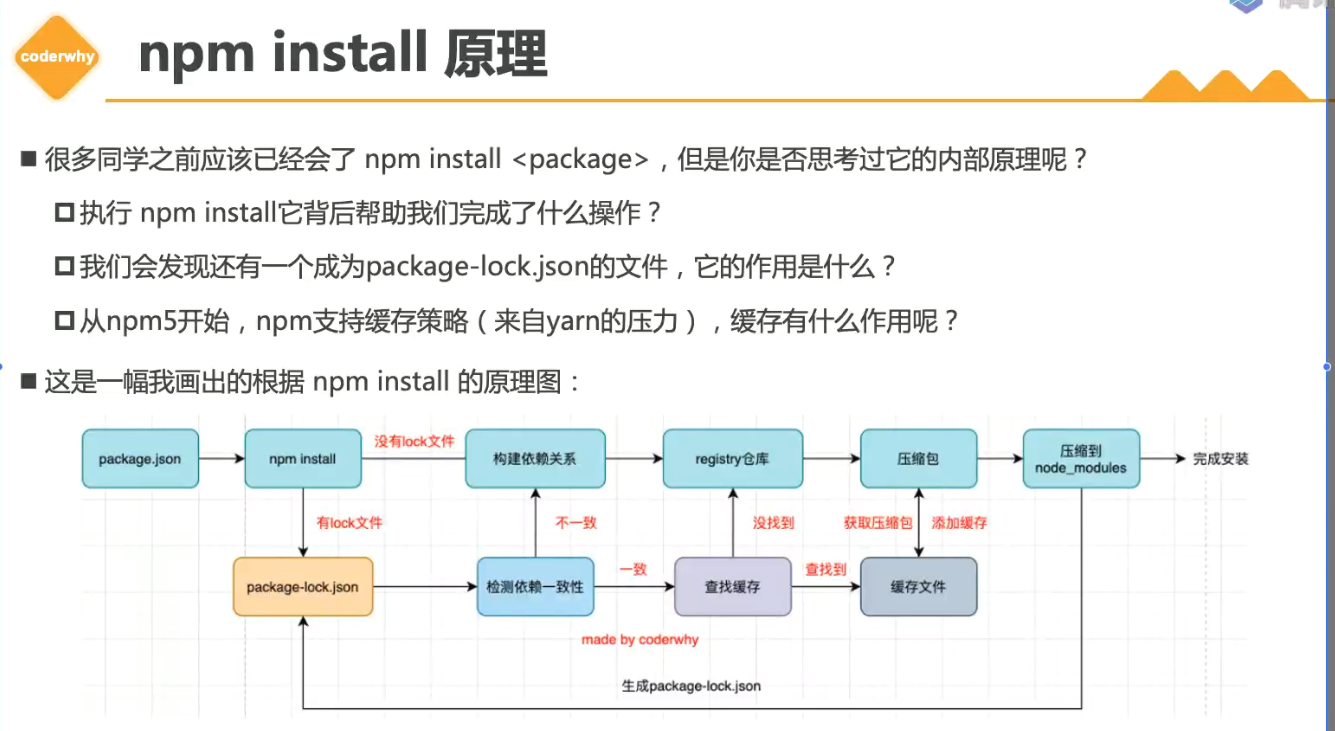 coderwhy
npm install 原理
很多同学之前应该已经会了 npm install <package>，但是你是否思考过它的内部原理呢？
执行 npm install它背后帮助我们完成了什么操作？
我们会发现还有一个成为package-lock.json的文件，它的作用是什么？
从npm5开始，npm支持缓存策略（来自yarn的压力），缓存有什么作用呢？
这是一幅我画出的根据 npm install 的原理图：
package.json
npm install
没有lock文件
构建依赖关系
registry仓库
压缩包
压缩到
node_modules
完成安装
有lock文件
不一致
没找到
获取压缩包
添加缓存
package-lock.json
检测依赖一致性
一致
查找缓存
查找到
缓存文件
made by coderwhy
生成package-lock.json